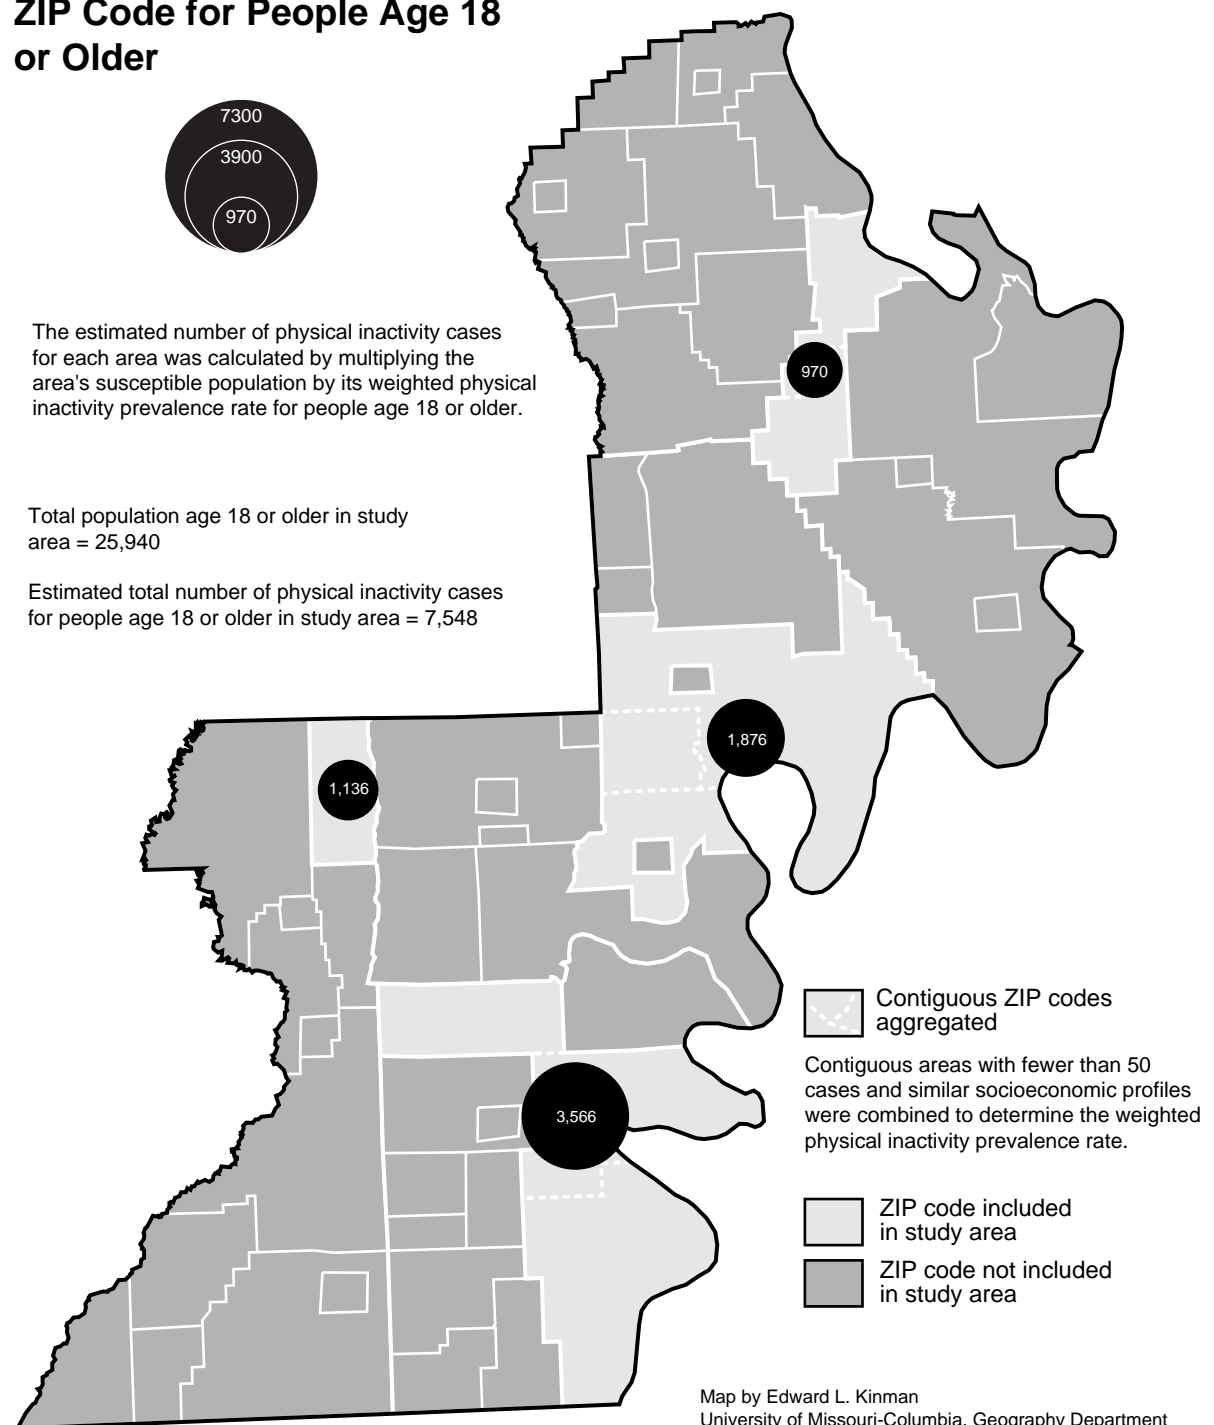 ZIP Code for People Age 18
or Older
7300
3900
970
The estimated number of physical inactivity cases
for each area was calculated by multiplying the
area's susceptible population by its weighted physical
inactivity prevalence rate for people age 18 or older.
Total population age 18 or older in study
area = 25,940
Estimated total number of physical inactivity cases
for people age 18 or older in study area = 7,548
970
1,876
1,136
3,566
Contiguous ZIP codes
aggregated
Contiguous areas with fewer than 50
cases and similar socioeconomic profiles
were combined to determine the weighted
physical inactivity prevalence rate.
ZIP code included
in study area
ZIP code not included
in study area
Map by Edward L. Kinman
University of Missouri-Columbia, Geography Department